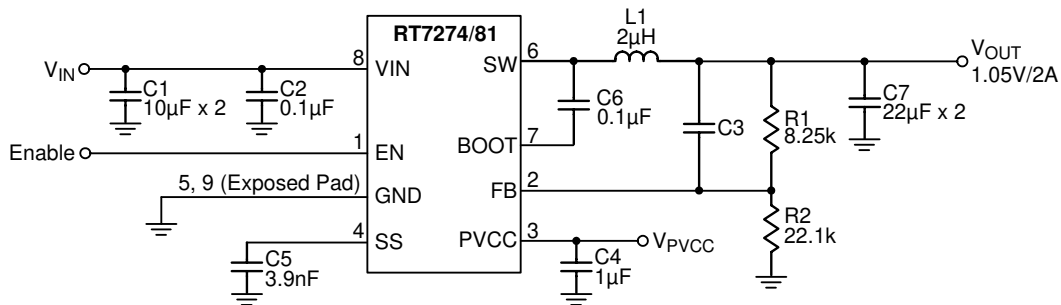 RT7274/81
VIN
8
VIN
C1
10µF x 2
C2
0.1µF
Enable
1
EN
5, 9 (Exposed Pad)
GND
4
SS
C5
3.9nF
SW
6
L1
2µH
C6
0.1µF
BOOT
7
C3
FB
2
R1
8.25k
R2
22.1k
C7
22µF x 2
VOUT
1.05V/2A
PVCC
3
VPVCC
C4
1µF